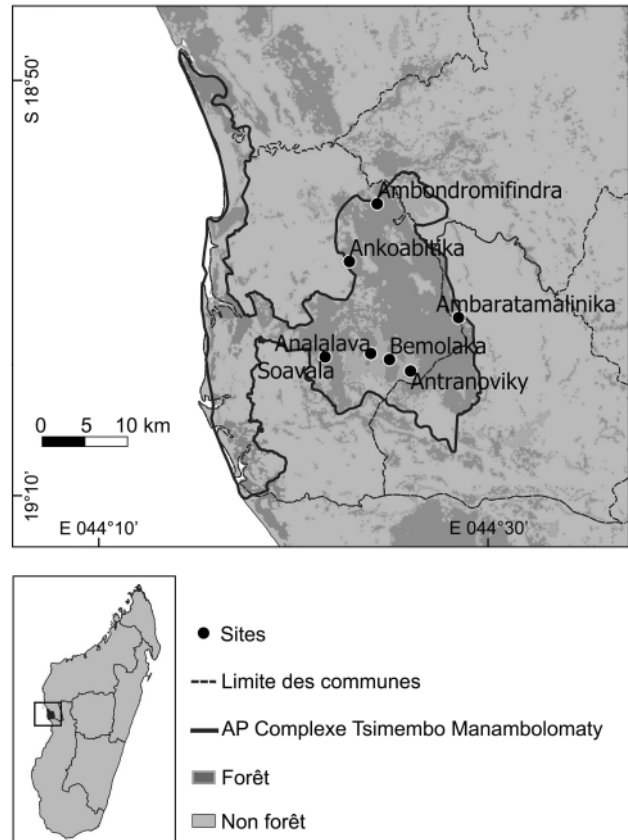 S 18°50'
Ambondromifindra
Ankoabitika
Ambaratamalinika
Analalava
Bemolaka
Soavala
Antranoviky
0 5 10 km
19°10'
E 044°10'
E 044°30'
Sites
Limite des communes
AP Complexe Tsimembo Manambolomaty
Forêt
Non forêt